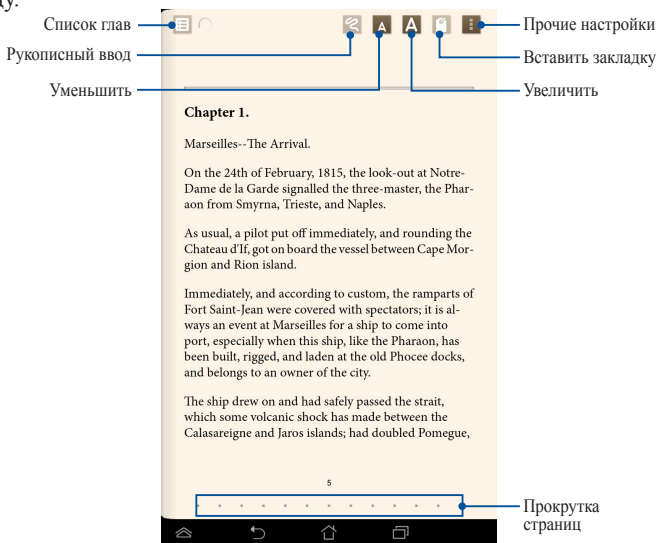 ду.
Список глав
Рукописный ввод
Уменьшить
Прочие настройки
Вставить закладку
Увеличить
A
A
Chapter 1.
Marseilles--The Arrival.
On the 24th of February, 1815, the look-out at Notre-
Dame de la Garde signalled the three-master, the Phar-
aon from Smyrna, Trieste, and Naples.
As usual, a pilot put off immediately, and rounding the
Chateau d'If, got on board the vessel between Cape Mor-
gion and Rion island.
Immediately, and according to custom, the ramparts of
Fort Saint-Jean were covered with spectators; it is al-
ways an event at Marseilles for a ship to come into
port, especially when this ship, like the Pharaon, has
been built, rigged, and laden at the old Phocee docks,
and belongs to an owner of the city.
The ship drew on and had safely passed the strait,
which some volcanic shock has made between the
Calasareigne and Jaros islands; had doubled Pomegue,
5
Прокрутка
страниц